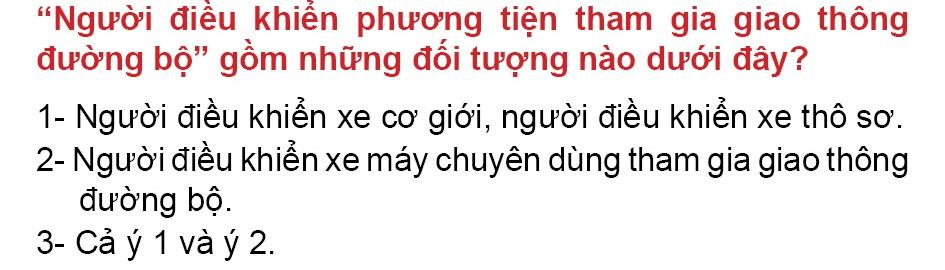 “Người điều khiển phương tiện tham gia giao thông
đường bộ” gồm những đối tượng nào dưới đây?
1- Người điều khiển xe cơ giới, người điều khiển xe thô sơ.
2- Người điều khiển xe máy chuyên dùng tham gia giao thông
đường bộ.
3- Cả ý 1 và ý 2.